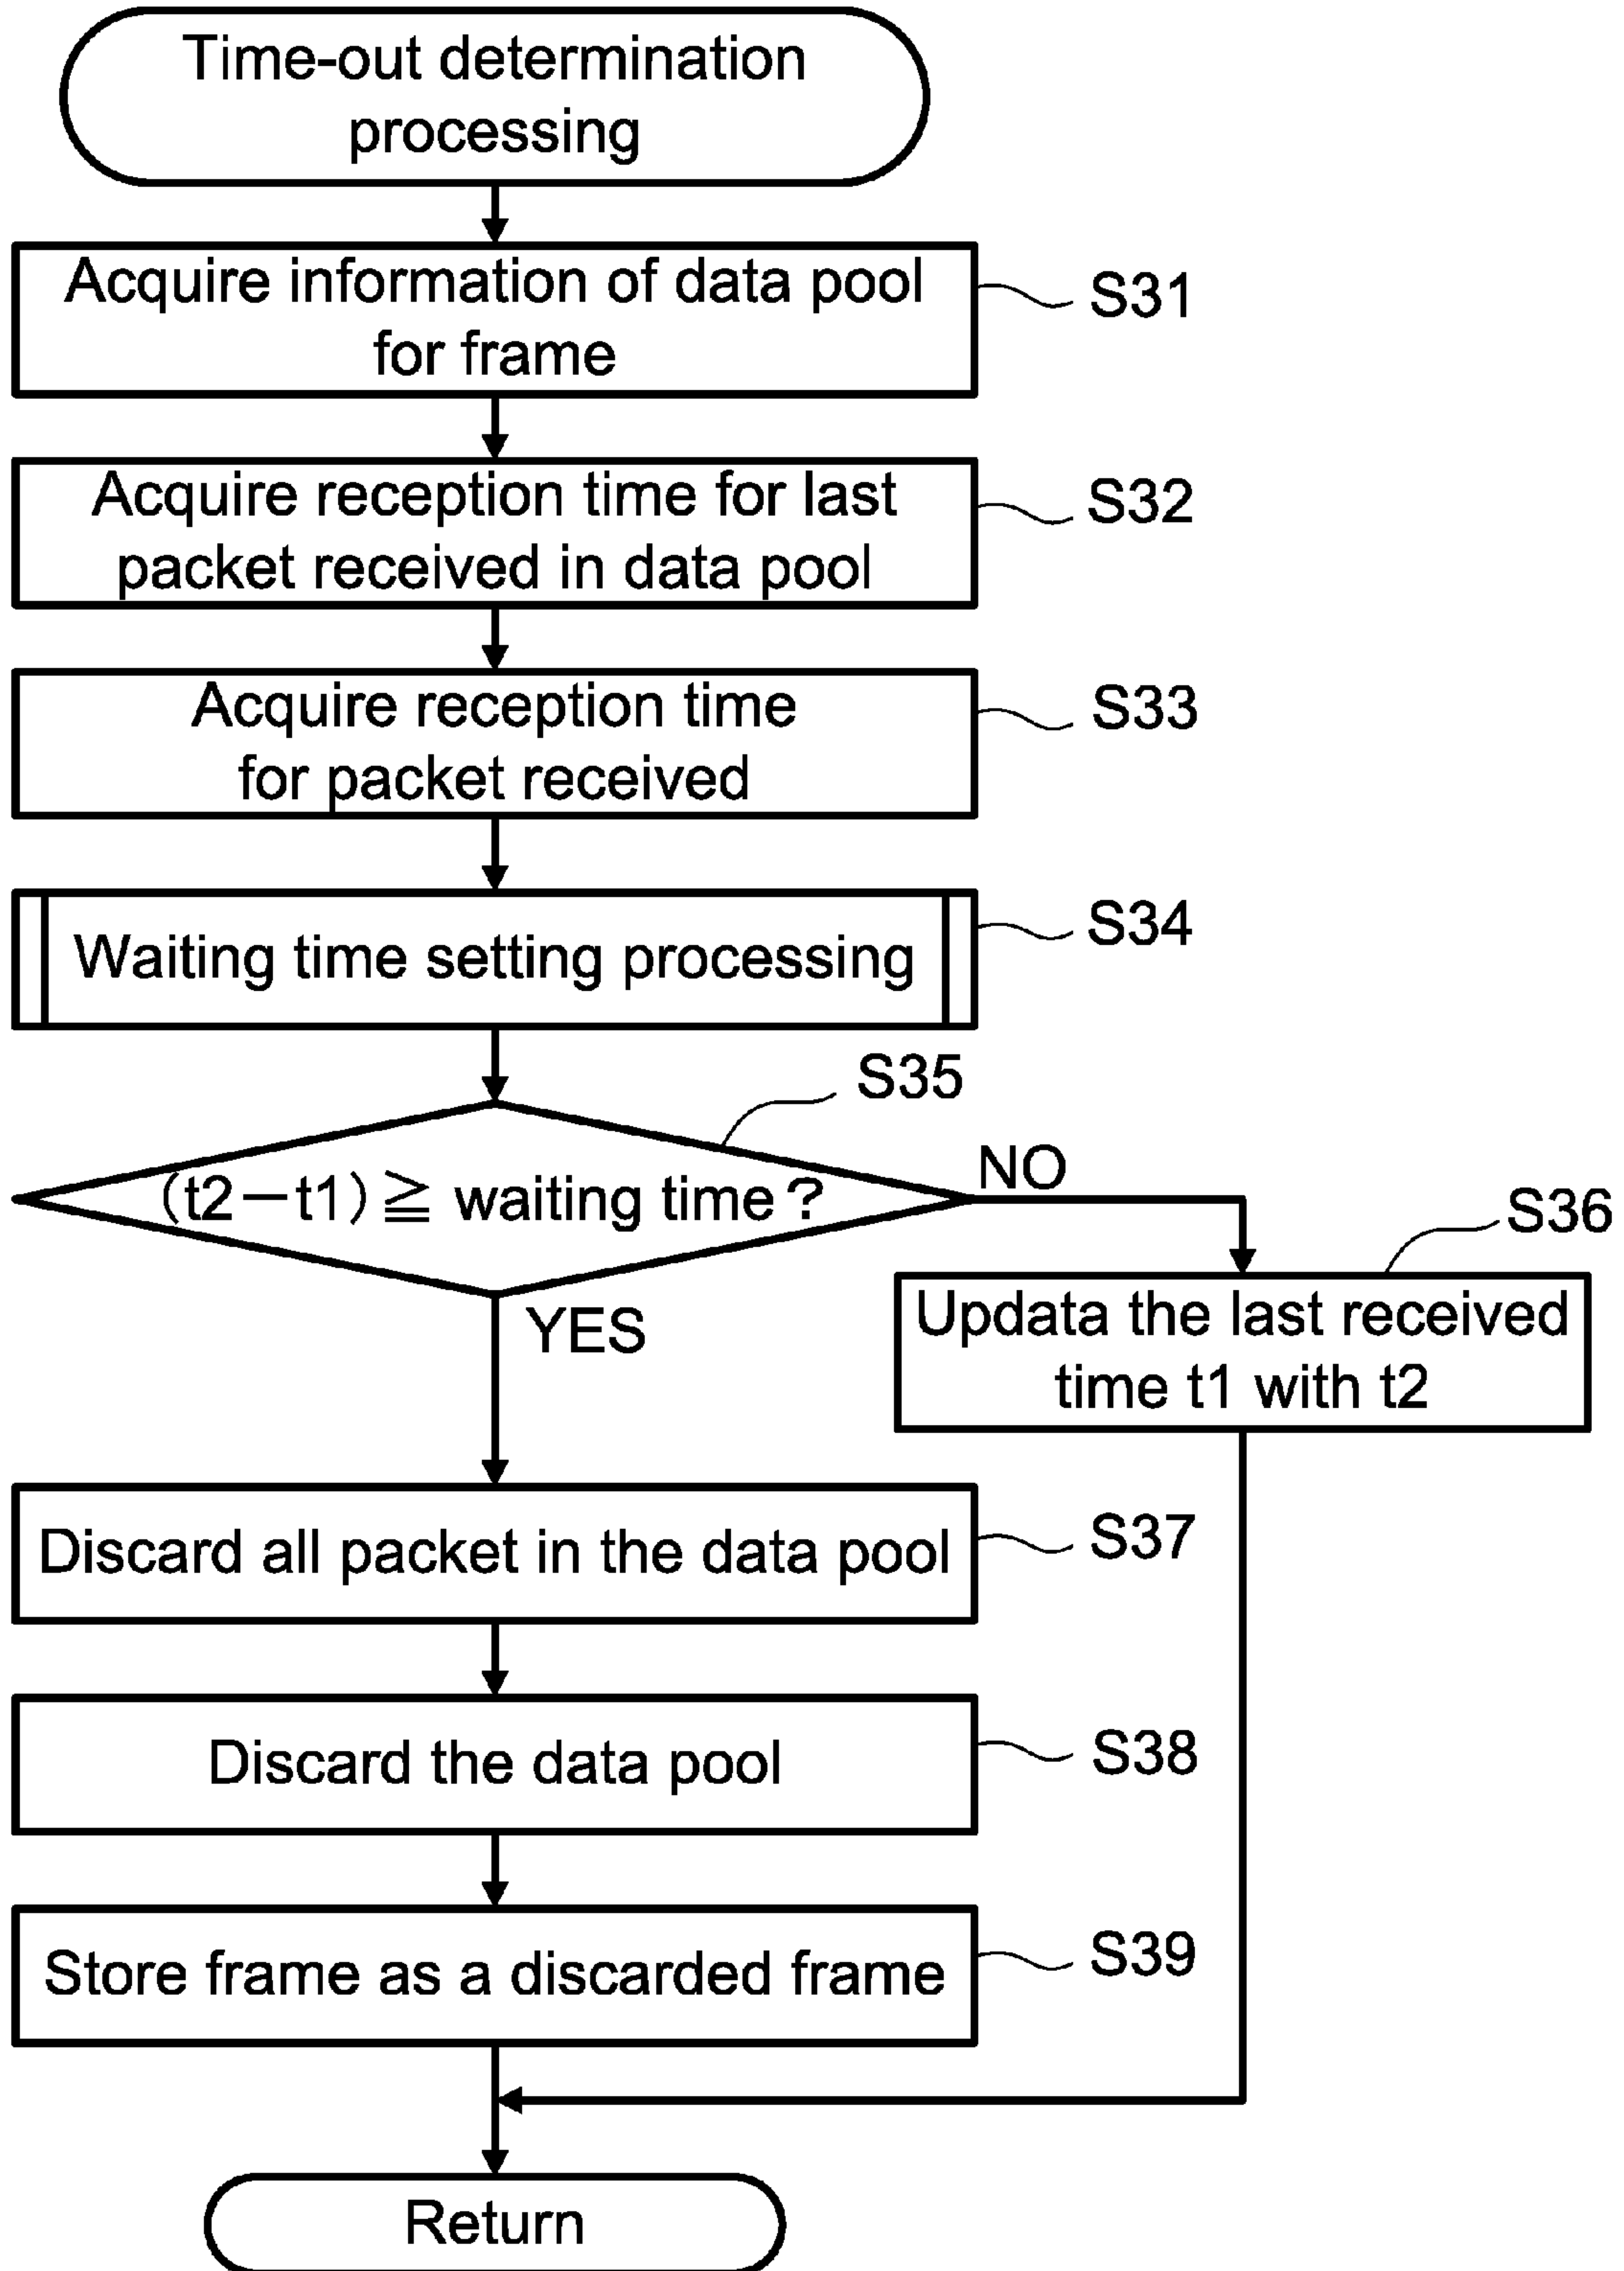 Time-out determination
processing
Acquire information of data pool
for frame
S31
Acquire reception time for last
packet received in data pool
S32
Acquire reception time
for packet received
S33
Waiting time setting processing
S34
S35
(t2−t1) ≧ waiting time?
NO
YES
S36
Updata the last received
time t1 with t2
Discard all packet in the data pool
S37
Discard the data pool
S38
Store frame as a discarded frame
S39
Return